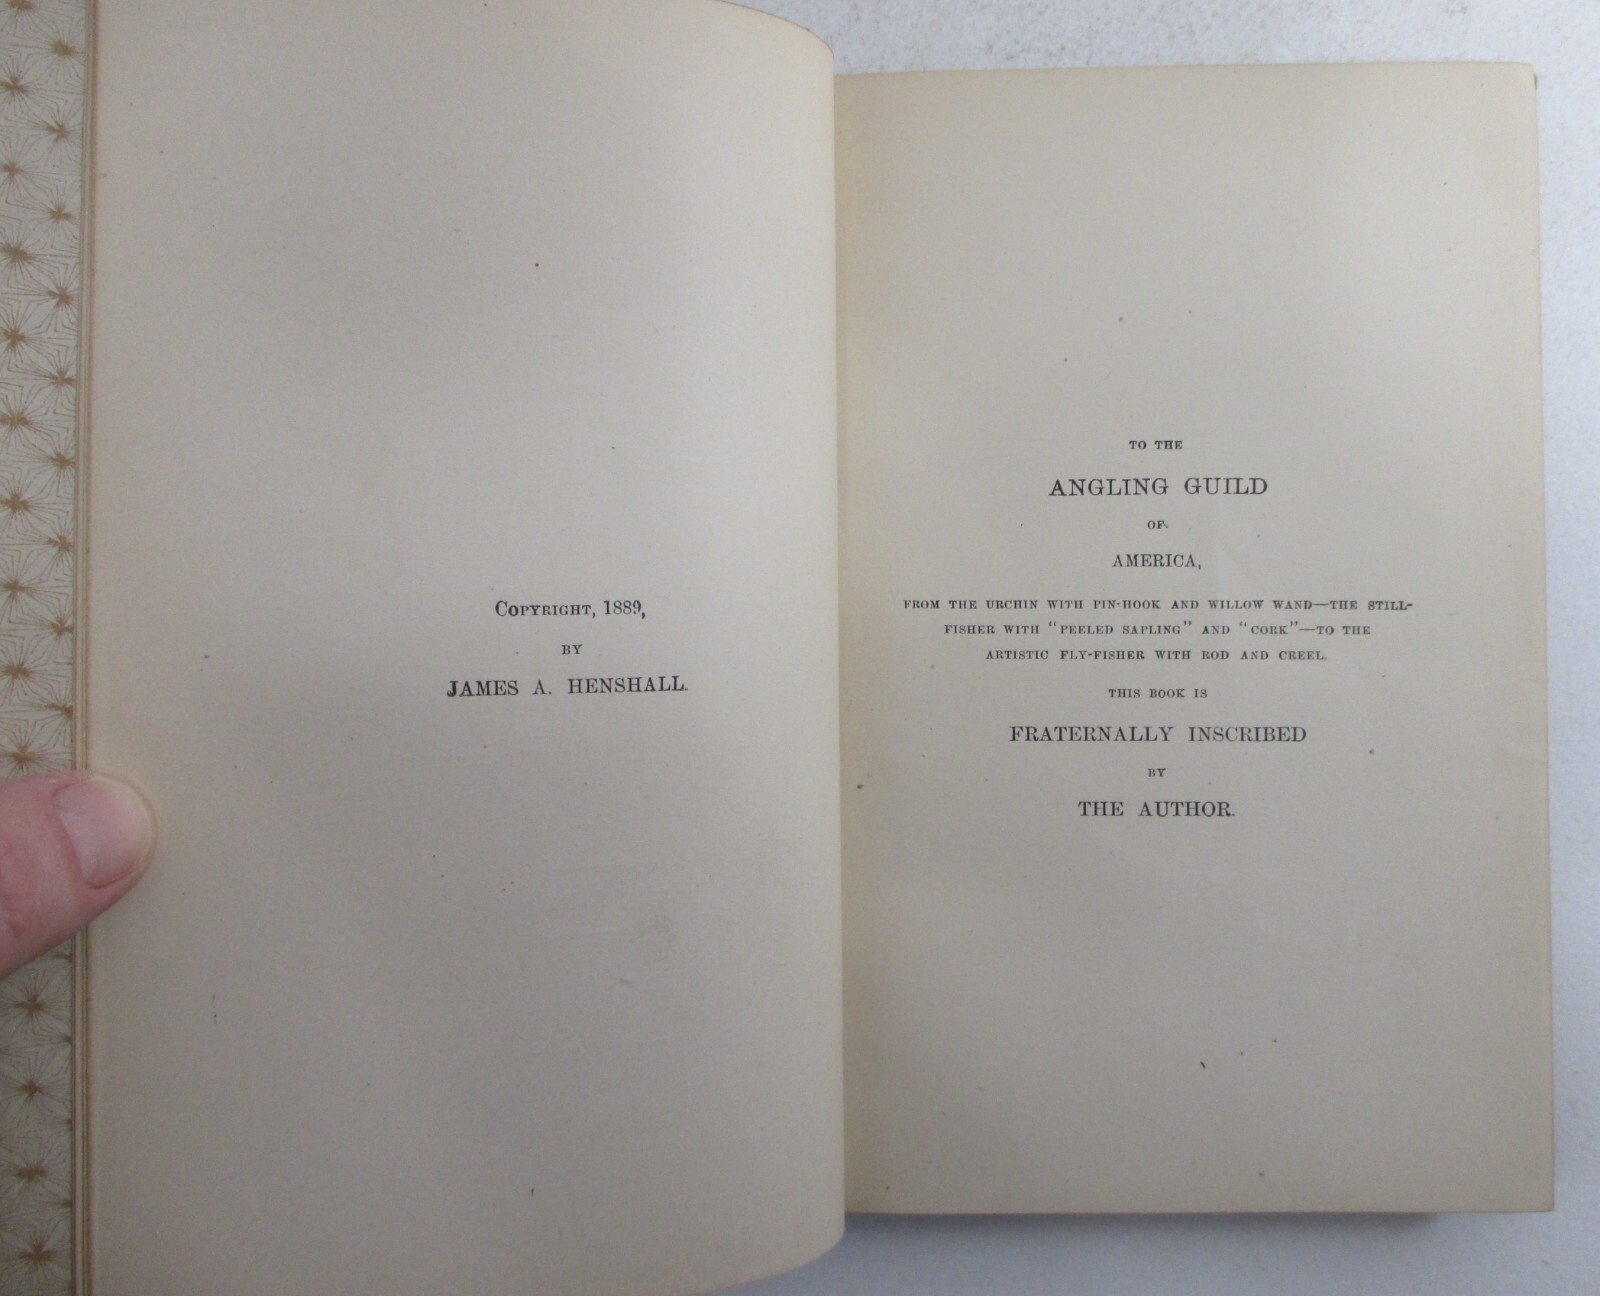 COPYRIGHT, 1889,
BY
JAMES A. HENSHALL.
TO THE
ANGLING GUILD
OF
AMERICA,
FROM THE URCHIN WITH PIN-HOOK AND WILLOW WAND—THE STILL-
FISHER WITH "PEELED SAPLING" AND "CORK"—TO THE
ARTISTIC FLY-FISHER WITH ROD AND CREEL.
THIS BOOK IS
FRATERNALLY INSCRIBED
BY
THE AUTHOR.